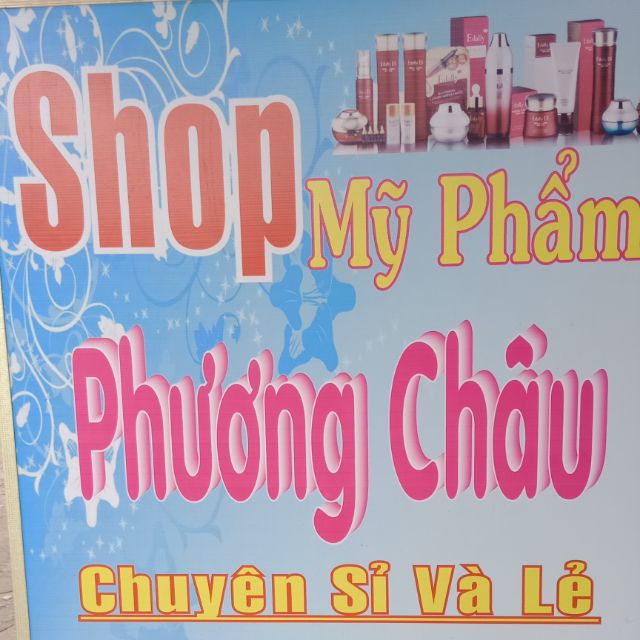 Shop
Mỹ Phẩm
Phương Châu
Chuyên Sỉ Và Lẻ